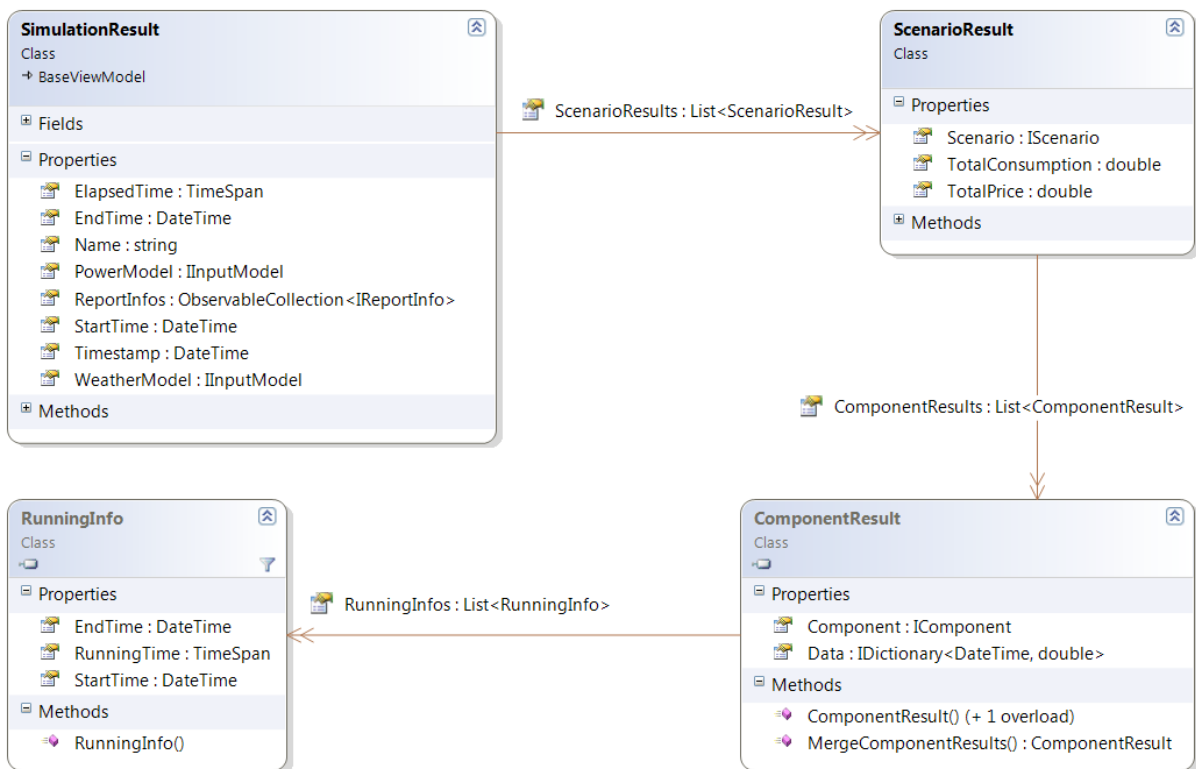 SimulationResult
Class
BaseViewModel
Fields
Properties
ElapsedTime : TimeSpan
EndTime : DateTime
Name : string
PowerModel : IInputModel
ReportInfos : ObservableCollection<IReportInfo>
StartTime : DateTime
Timestamp : DateTime
WeatherModel : IInputModel
Methods
ScenarioResults : List<ScenarioResult>
ScenarioResult
Class
Properties
Scenario : IScenario
TotalConsumption : double
TotalPrice : double
Methods
ComponentResults : List<ComponentResult>
RunningInfo
Class
Properties
EndTime : DateTime
RunningTime : TimeSpan
StartTime : DateTime
Methods
RunningInfo()
RunningInfos : List<RunningInfo>
ComponentResult
Class
Properties
Component : IComponent
Data : IDictionary<DateTime, double>
Methods
ComponentResult() (+ 1 overload)
MergeComponentResults() : ComponentResult